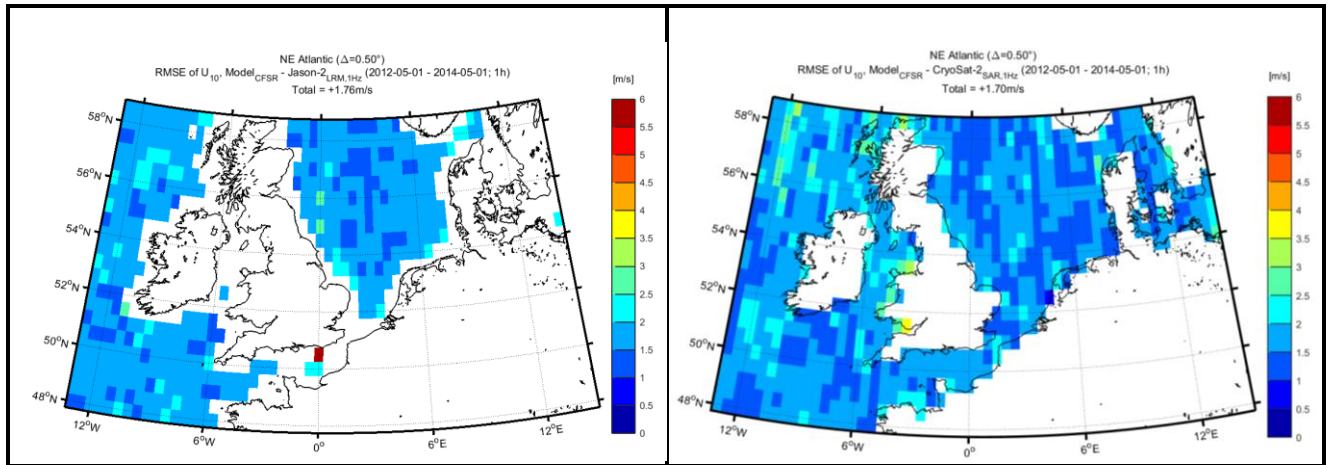 NE Atlantic (Δ=0.50°)
RMSE of U10, ModelCFSR - Jason-2LRM,1Hz (2012-05-01 - 2014-05-01; 1h)
Total = +1.76m/s
[m/s]
6
5.5
5
4.5
4
3.5
3
2.5
2
1.5
1
0.5
0
58°N
56°N
54°N
52°N
50°N
48°N
12°W
6°W
0°
6°E
12°E
NE Atlantic (Δ=0.50°)
RMSE of U10, ModelCFSR - CryoSat-2SAR,1Hz (2012-05-01 - 2014-05-01; 1h)
Total = +1.70m/s
[m/s]
6
5.5
5
4.5
4
3.5
3
2.5
2
1.5
1
0.5
0
58°N
56°N
54°N
52°N
50°N
48°N
12°W
6°W
0°
6°E
12°E